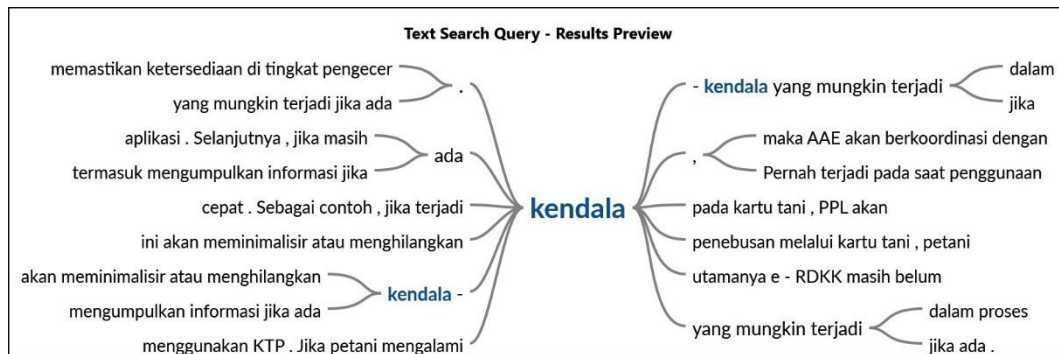 Text Search Query - Results Preview
memastikan ketersediaan di tingkat pengecer
yang mungkin terjadi jika ada
.
aplikasi . Selanjutnya , jika masih
termasuk mengumpulkan informasi jika
ada
cepat . Sebagai contoh , jika terjadi
ini akan meminimalisir atau menghilangkan
akan meminimalisir atau menghilangkan
mengumpulkan informasi jika ada
kendala -
menggunakan KTP . Jika petani mengalami
kendala
- kendala yang mungkin terjadi
dalam
jika
,
maka AAE akan berkoordinasi dengan
Pernah terjadi pada saat penggunaan
pada kartu tani , PPL akan
penebusan melalui kartu tani , petani
utamanya e - RDKK masih belum
yang mungkin terjadi
dalam proses
jika ada .